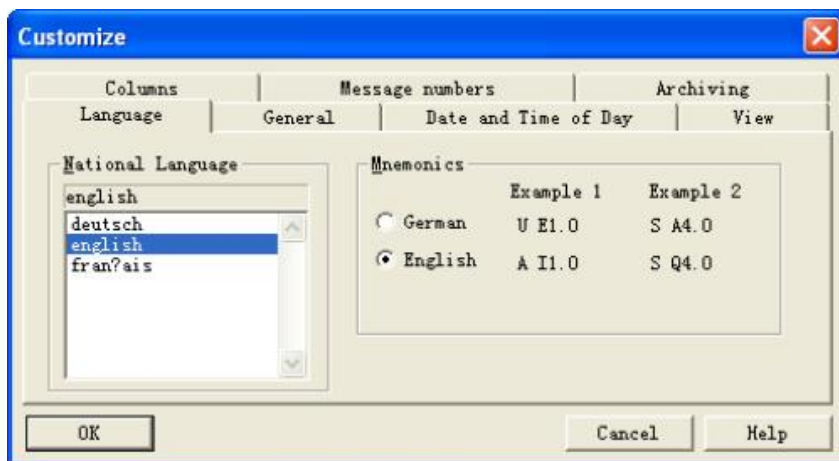 Customize
Columns Message numbers Archiving
Language General Date and Time of Day View
National Language
english
deutsch
english
fran?ais
Mnemonics
Example 1 Example 2
German U E1.0 S A4.0
English A I1.0 S Q4.0
OK Cancel Help